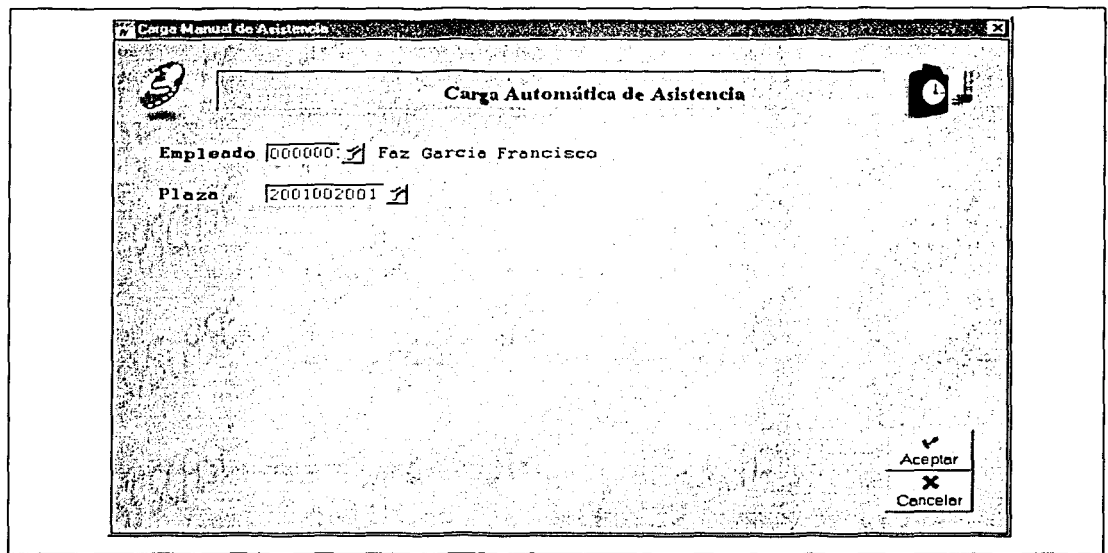 Carga Manual de Asistencia
Carga Automática de Asistencia
Empleado 000000 Faz Garcia Francisco
Plaza 2001002001
Aceptar
Cancelar